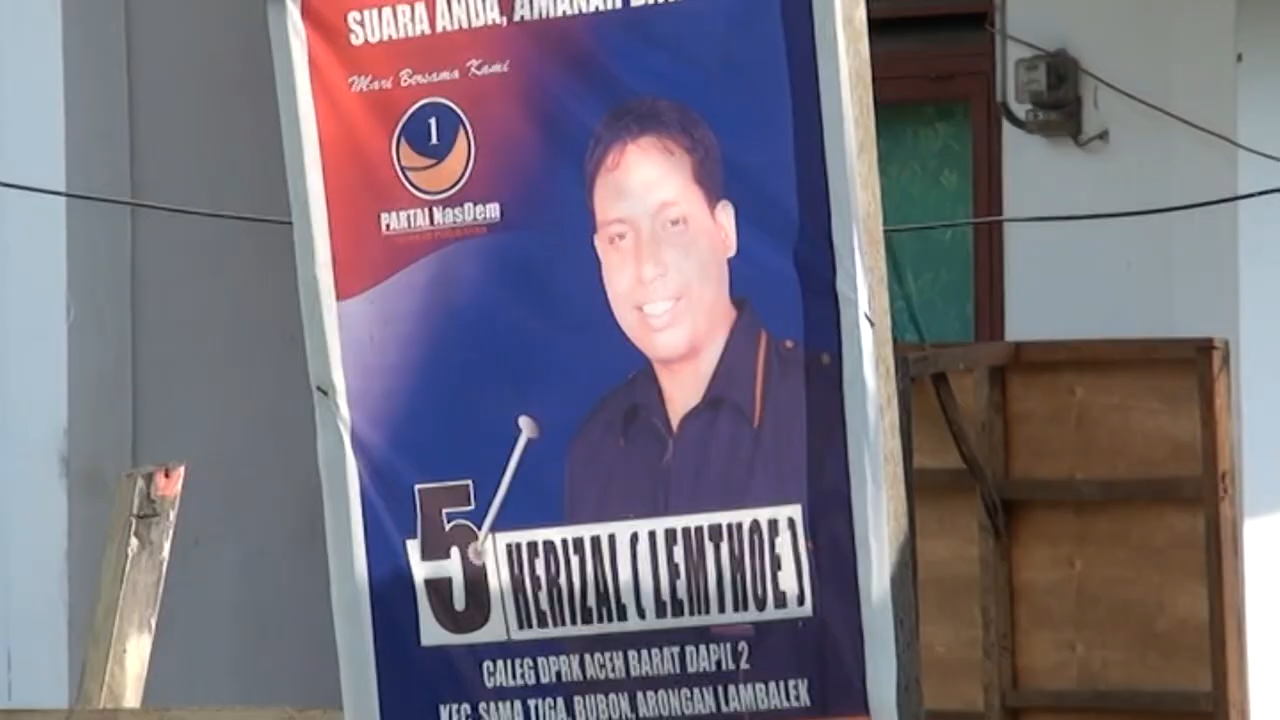 SUARA ANDA, AMANAH
Mari Bersama Kami
1
PARTAI NasDem
5
HERIZAL ( LEMTHOE )
CALEG DPRK ACEH BARAT DAPIL 2
KEC. SAMA TIGA, BUBON, ARONGAN LAMBALEK